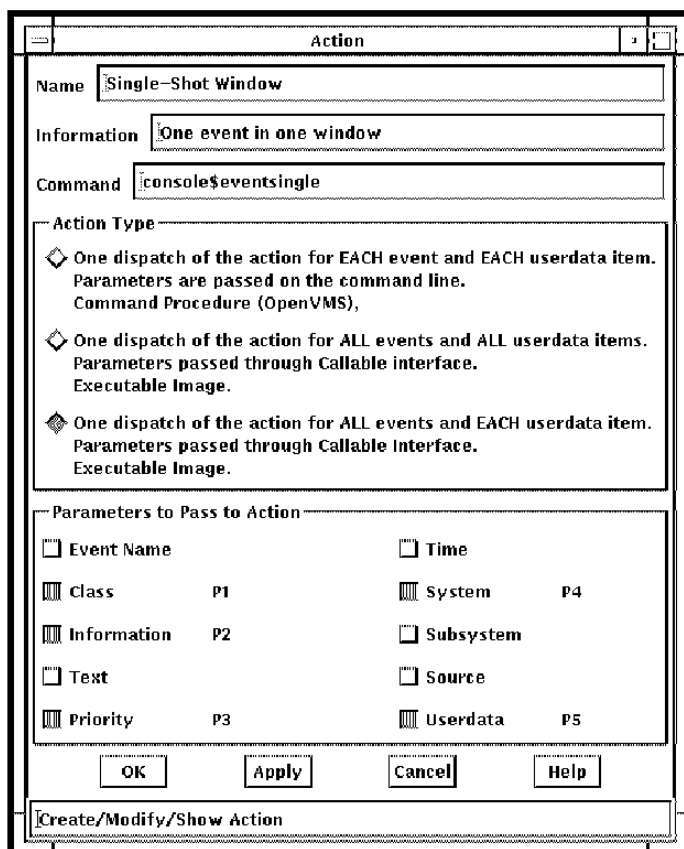 Action
Name Single-Shot Window
Information One event in one window
Command console$eventsingle
Action Type
One dispatch of the action for EACH event and EACH userdata item.
Parameters are passed on the command line.
Command Procedure (OpenVMS),
One dispatch of the action for ALL events and ALL userdata items.
Parameters passed through Callable interface.
Executable Image.
One dispatch of the action for ALL events and EACH userdata item.
Parameters passed through Callable Interface.
Executable Image.
Parameters to Pass to Action
Event Name Time
Class P1 System P4
Information P2 Subsystem
Text Source
Priority P3 Userdata P5
OK Apply Cancel Help
Create/Modify/Show Action